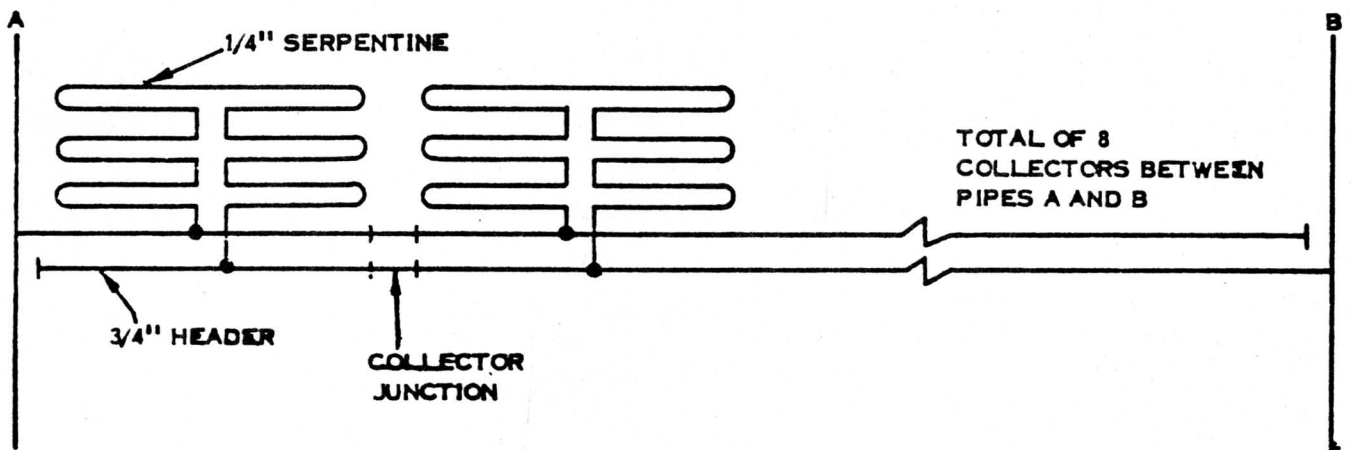 A
B
1/4" SERPENTINE
TOTAL OF 8
COLLECTORS BETWEEN
PIPES A AND B
3/4" HEADER
COLLECTOR
JUNCTION